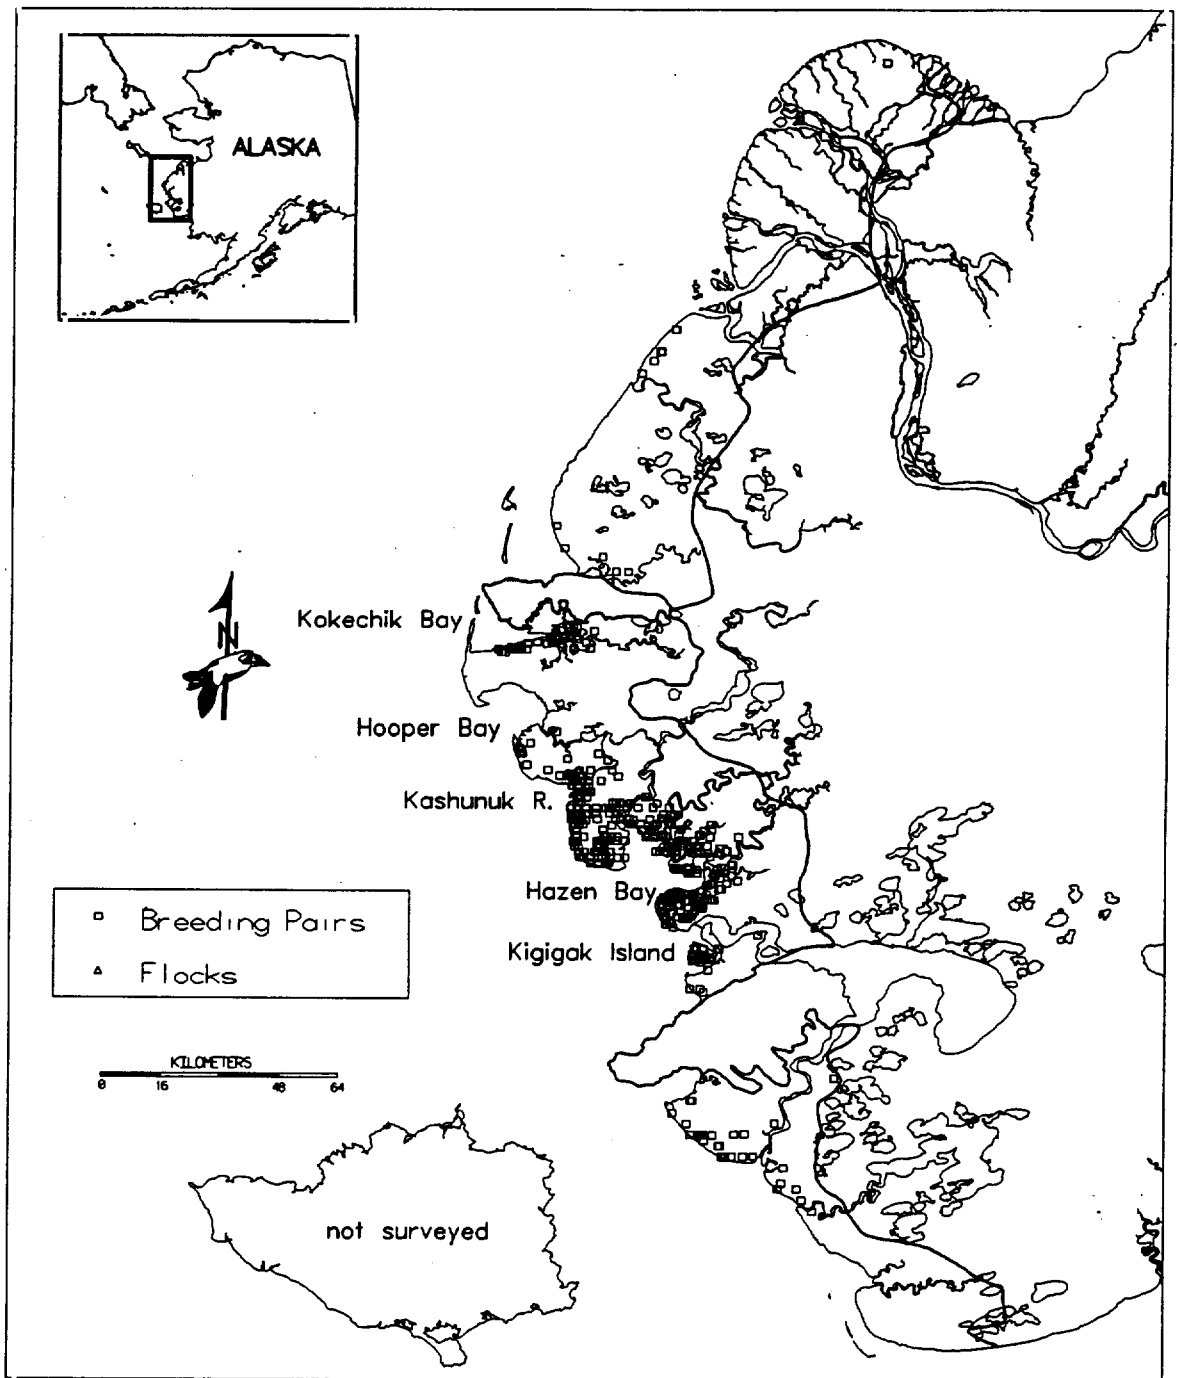 ALASKA
N
Kokechik Bay
Hooper Bay
Kashunuk R.
Hazen Bay
Kigigak Island
Breeding Pairs
Flocks
KILOMETERS
0 16 48 64
not surveyed